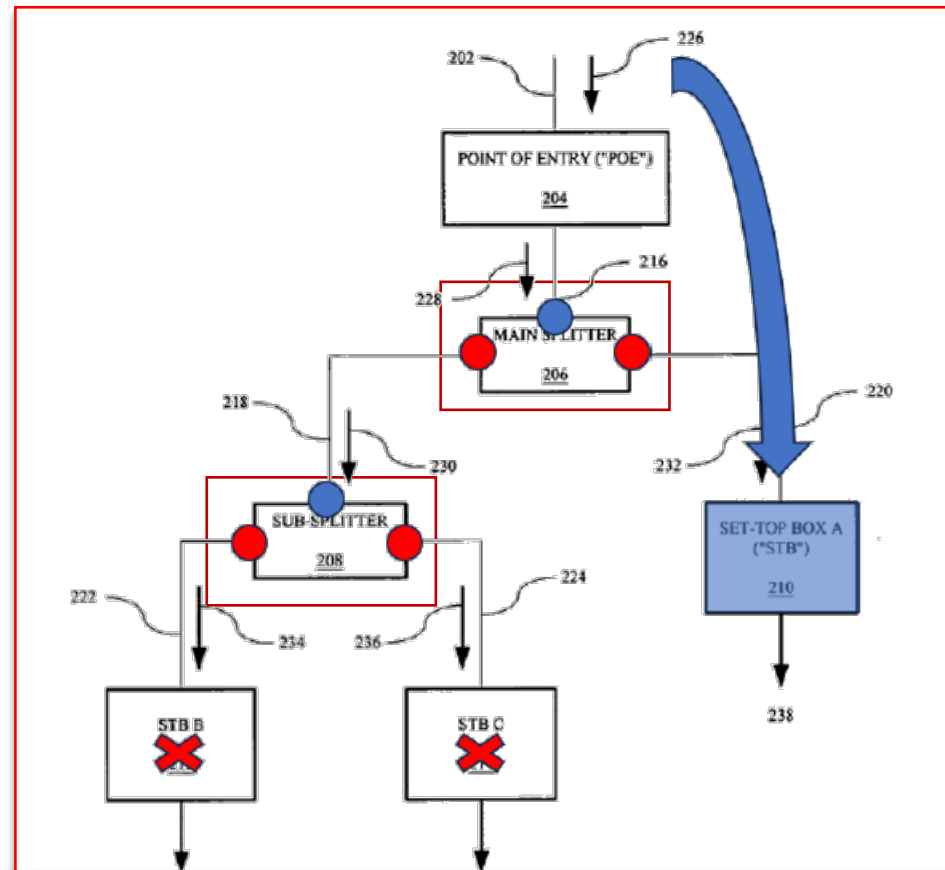 226
202
POINT OF ENTRY ("POE")
204
216
228
MAIN SPLITTER
206
218
220
230
232
SUB-SPLITTER
208
SET-TOP BOX A
("STB")
210
222
224
234
236
STB B
STB C
238